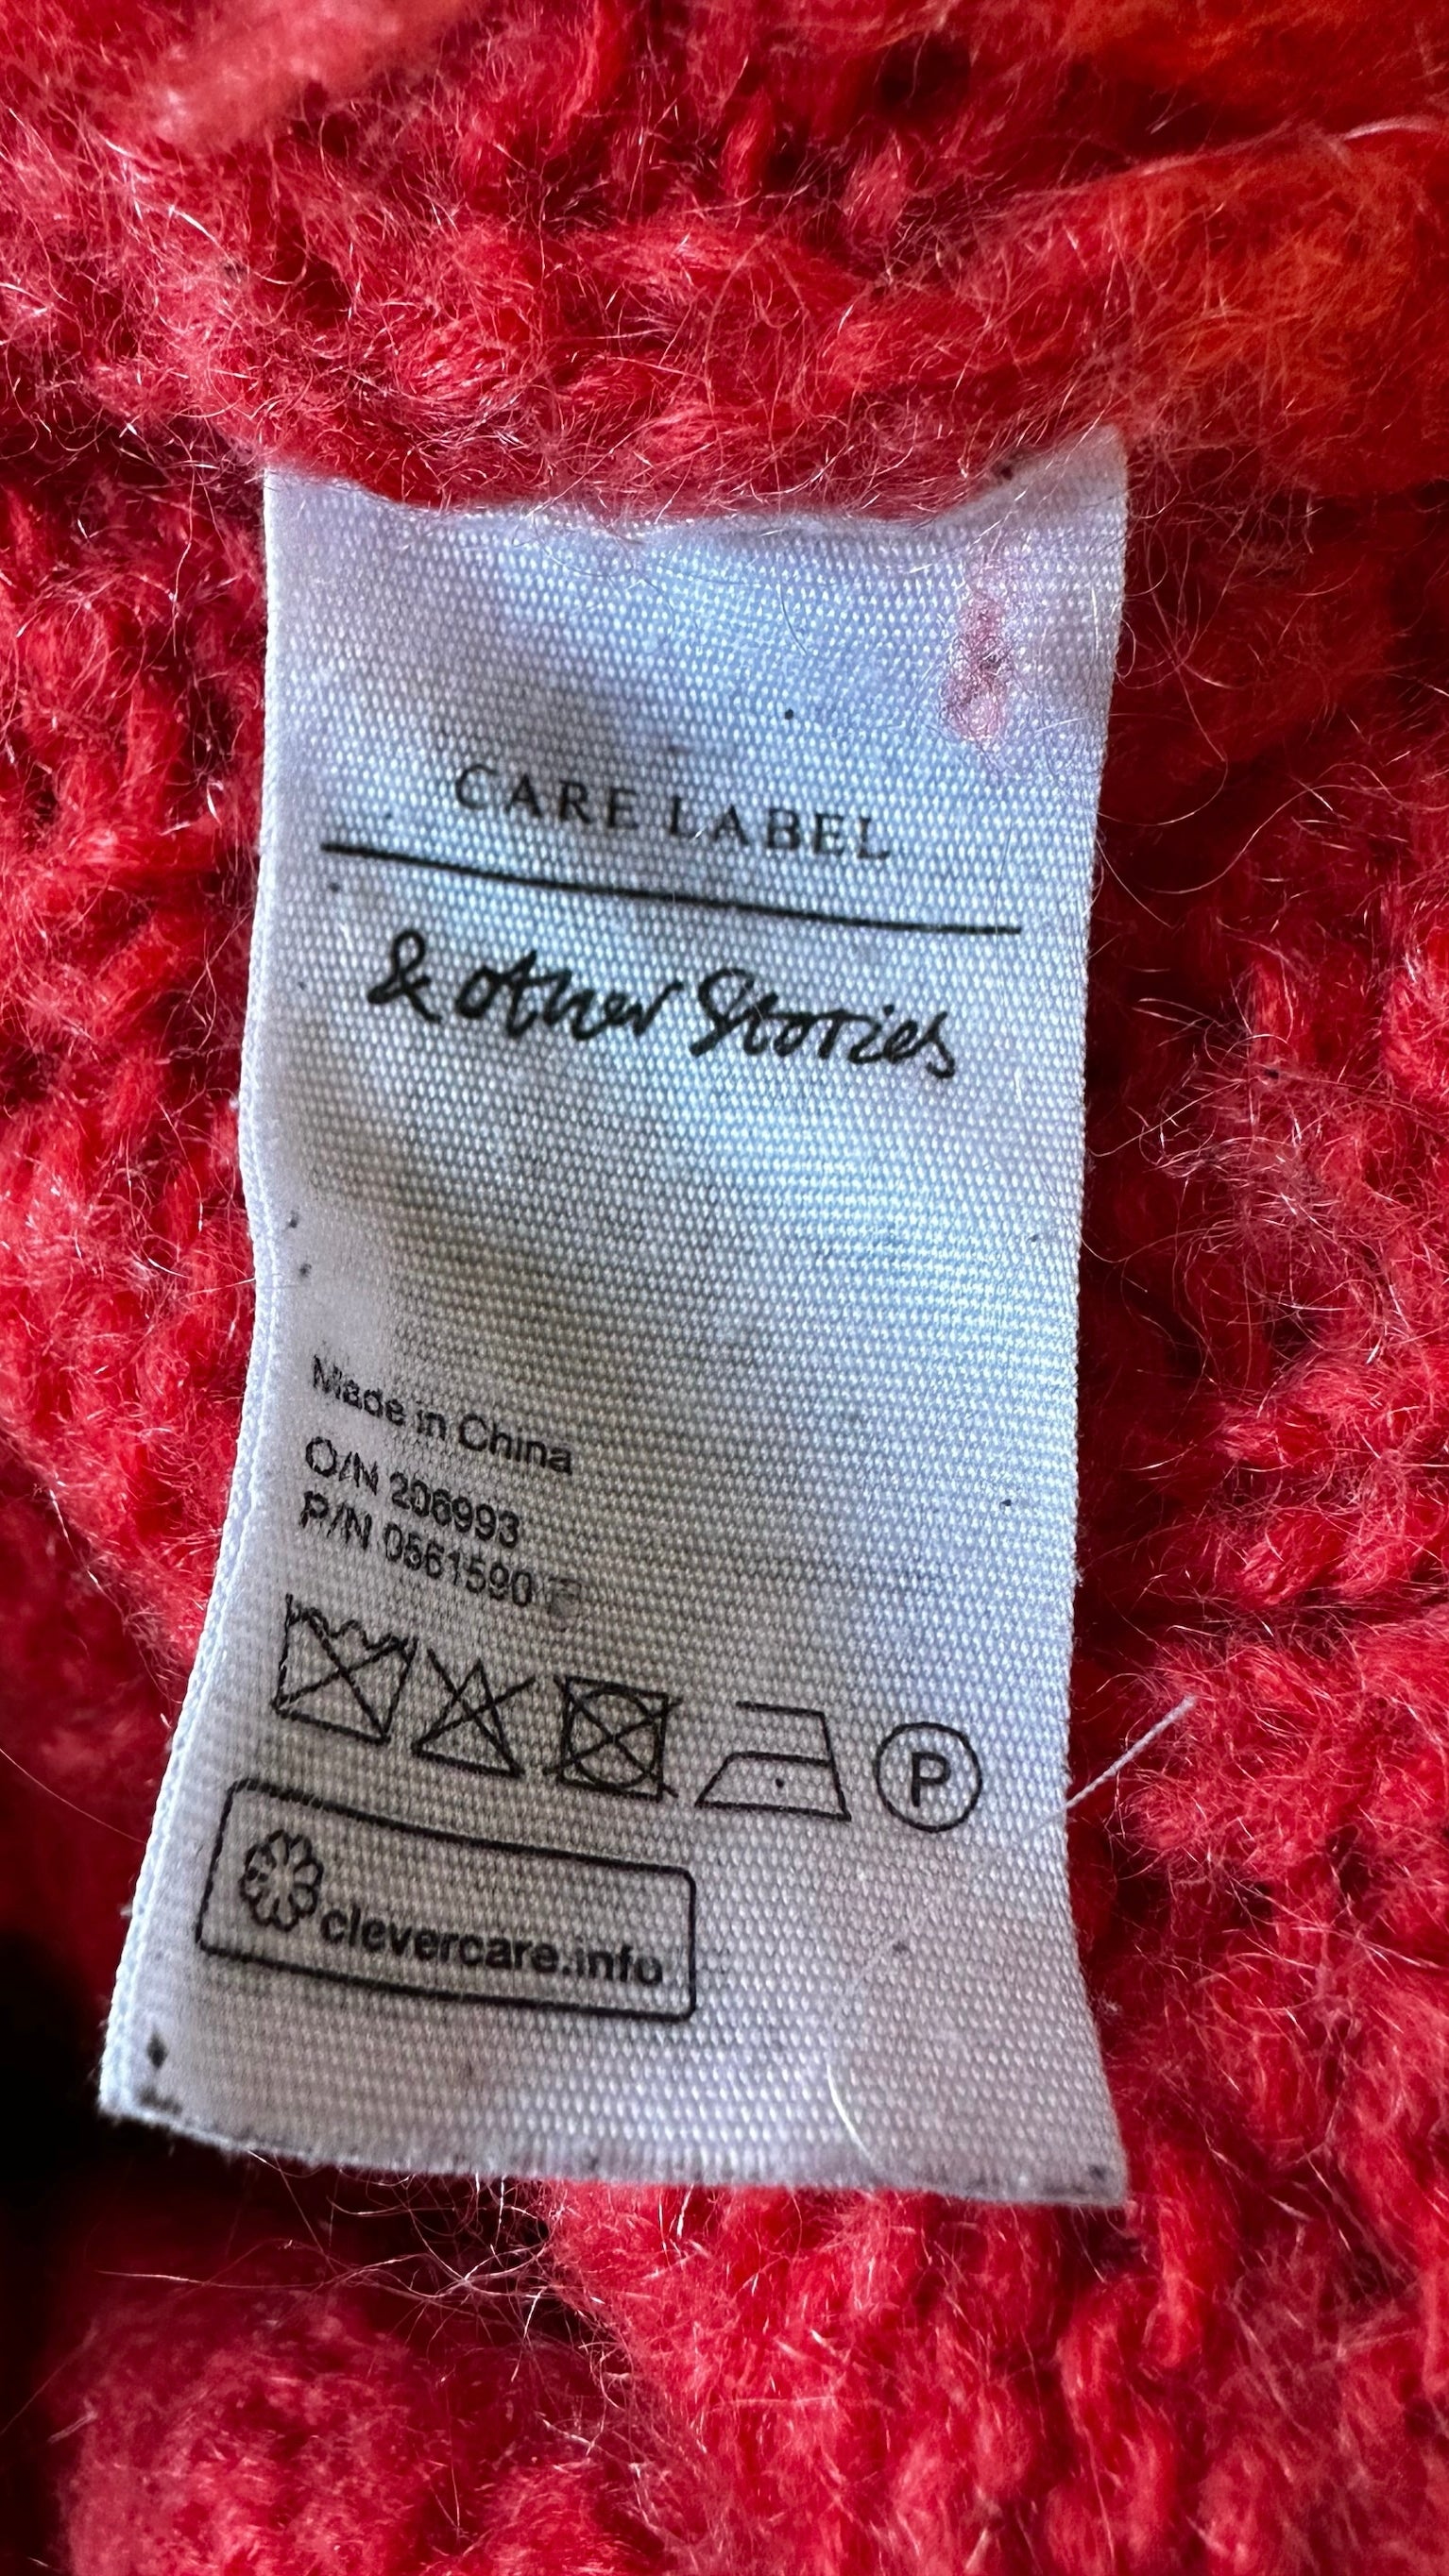 CARE LABEL
& other Stories
Made in China
O/N 206993
P/N 0561590
P
clevercare.info